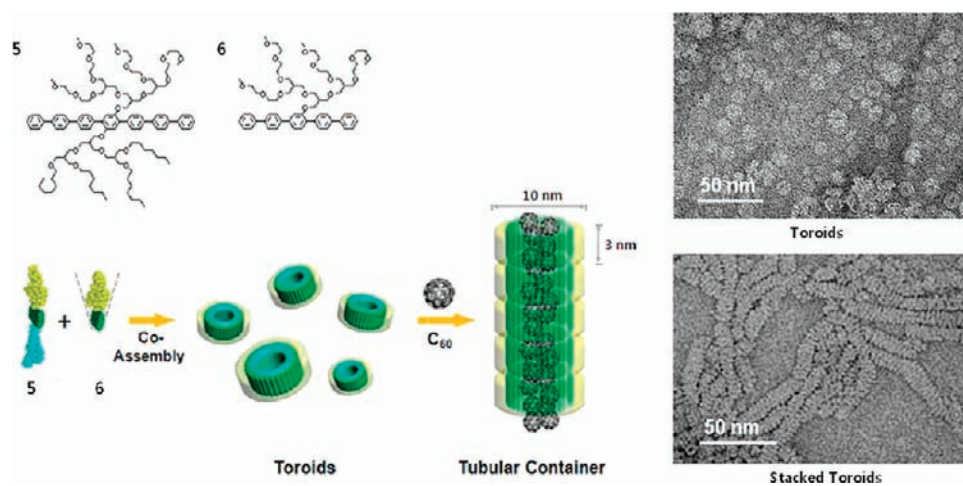 5
6
50 nm
Toroids
10 nm
3 nm
+
Co-
Assembly
C60
5
6
50 nm
Toroids
Tubular Container
Stacked Toroids